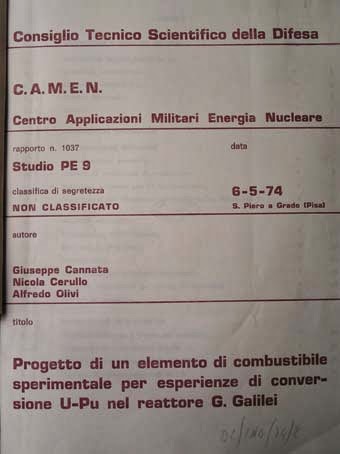 Consiglio Tecnico Scientifico della Difesa
C.A.M.E.N.
Centro Applicazioni Militari Energia Nucleare
rapporto n. 1037
data
Studio PE 9
classifica di segretezza
6-5-74
NON CLASSIFICATO
S. Piero a Grado (Pisa)
autore
Giuseppe Cannata
Nicola Cerullo
Alfredo Olivi
titolo
Progetto di un elemento di combustibile
sperimentale per esperienze di conver-
sione U-Pu nel reattore G. Galilei